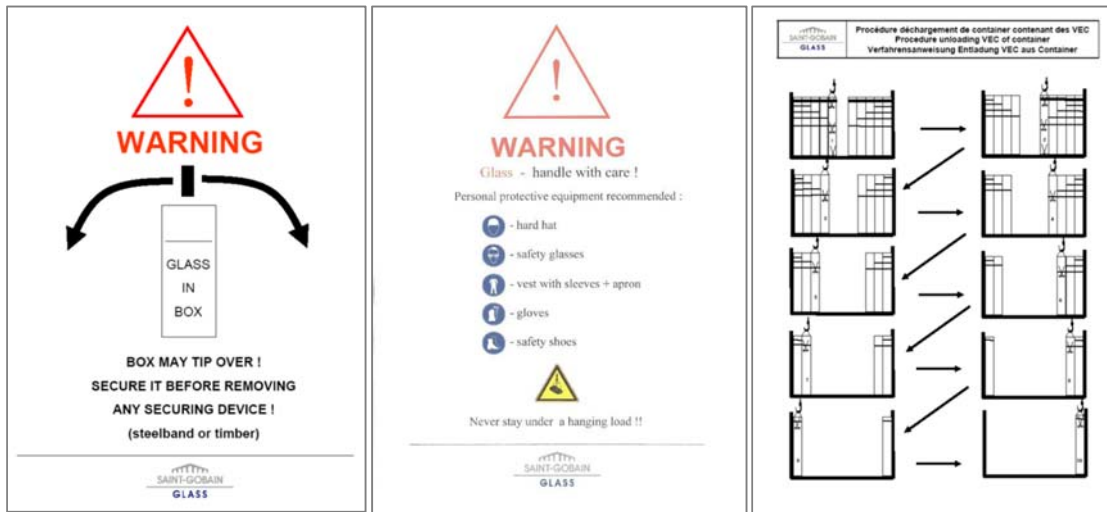 WARNING
GLASS
IN
BOX
BOX MAY TIP OVER !
SECURE IT BEFORE REMOVING
ANY SECURING DEVICE !
(steelband or timber)
SAINT-GOBAIN
GLASS
WARNING
Glass - handle with care !
Personal protective equipment recommended :
- hard hat
- safety glasses
- vest with sleeves + apron
- gloves
- safety shoes
Never stay under a hanging load !!
SAINT-GOBAIN
GLASS
SAINT-GOBAIN
GLASS
Procédure déchargement de container contenant des VEC
Procedure unloading VEC of container
Verfahrensanweisung Entladung VEC aus Container